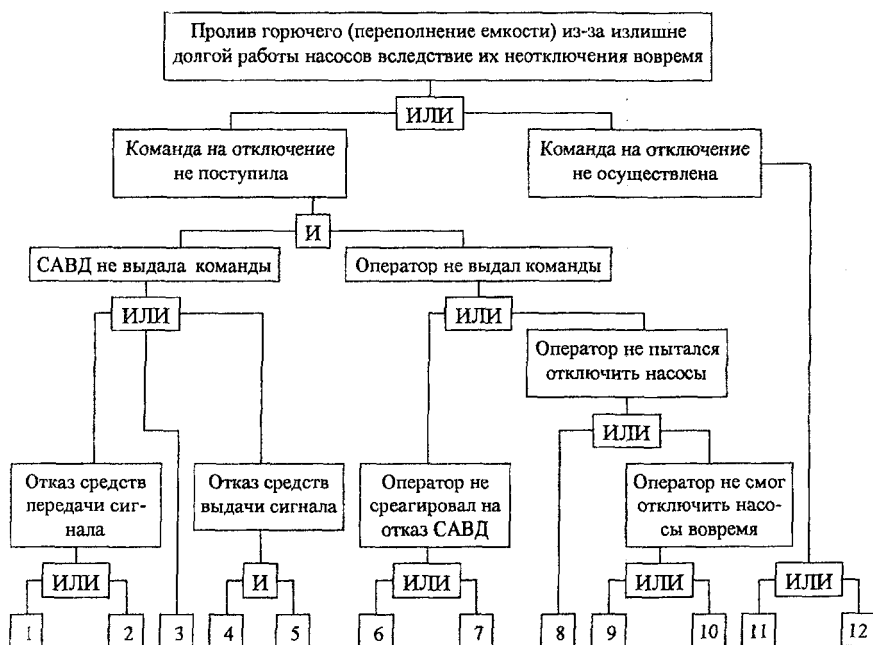 Пролив горючего (переполнение емкости) из-за излишне
долгой работы насосов вследствие их неотключения вовремя
ИЛИ
Команда на отключение
не поступила
Команда на отключение
не осуществлена
И
САВД не выдала команды
Оператор не выдал команды
ИЛИ
ИЛИ
Оператор не пытался
отключить насосы
ИЛИ
Отказ средств
передачи сиг-
нала
Отказ средств
выдачи сигнала
Оператор не
среагировал на
отказ САВД
Оператор не смог
отключить насо-
сы вовремя
ИЛИ
И
ИЛИ
ИЛИ
ИЛИ
1
2
3
4
5
6
7
8
9
10
11
12